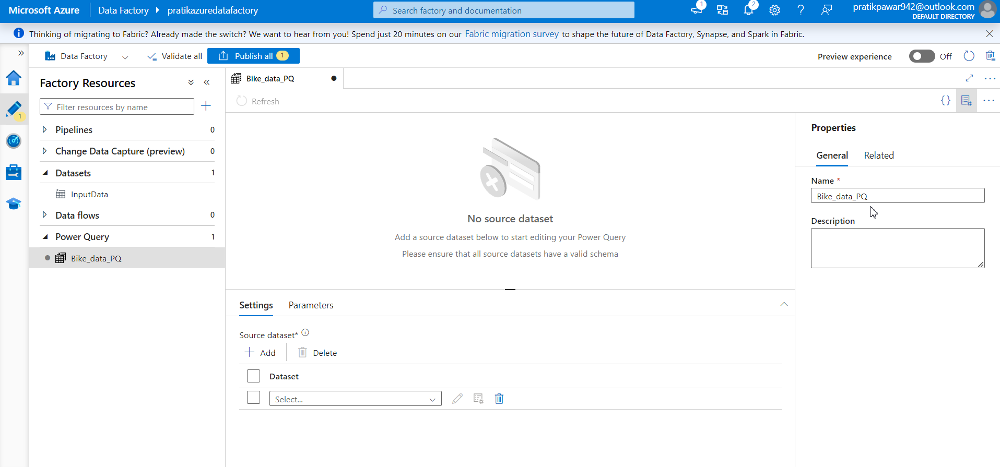 Microsoft Azure
Data Factory
pratikazuredatafactory
Search factory and documentation
1
2
pratikpawar942@outlook.com
DEFAULT DIRECTORY
Thinking of migrating to Fabric? Already made the switch? We want to hear from you! Spend just 20 minutes on our Fabric migration survey to shape the future of Data Factory, Synapse, and Spark in Fabric.
Data Factory
Validate all
Publish all 1
Preview experience
Off
1
Factory Resources
Filter resources by name
Pipelines 0
Change Data Capture (preview) 0
Datasets 1
InputData
Data flows 0
Power Query 1
Bike_data_PQ
Bike_data_PQ
Refresh
No source dataset
Add a source dataset below to start editing your Power Query
Please ensure that all source datasets have a valid schema
Settings
Parameters
Source dataset*
Add
Delete
Dataset
Select...
Properties
General
Related
Name *
Bike_data_PQ
Description